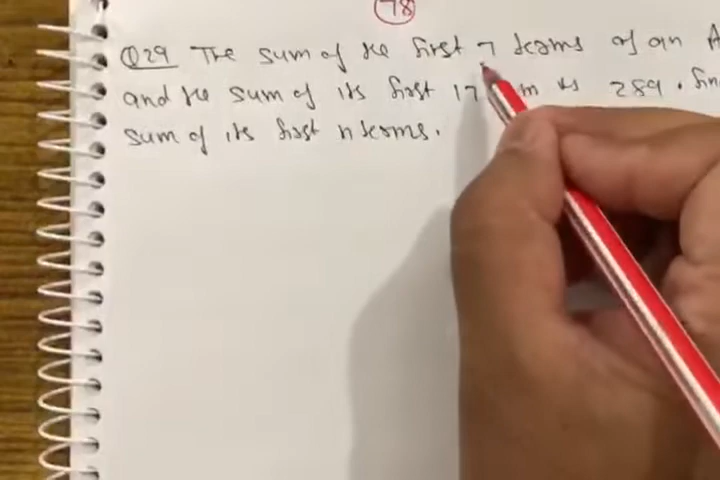 78
Q29 The sum of the first 7 terms of an A
and the sum of its first 17 m is 289. fin
sum of its first n terms.